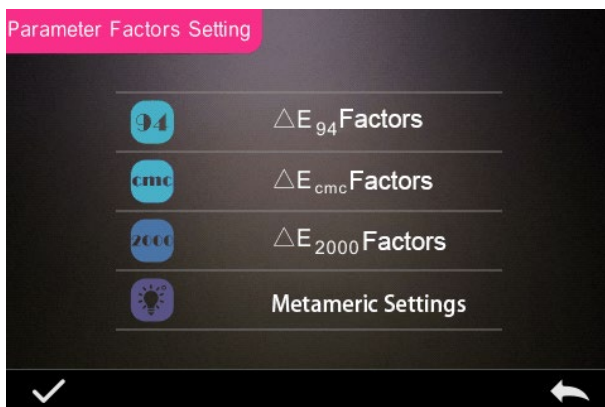 Parameter Factors Setting
94 △E94Factors
cmc △EcmcFactors
2000 △E2000Factors
Metameric Settings